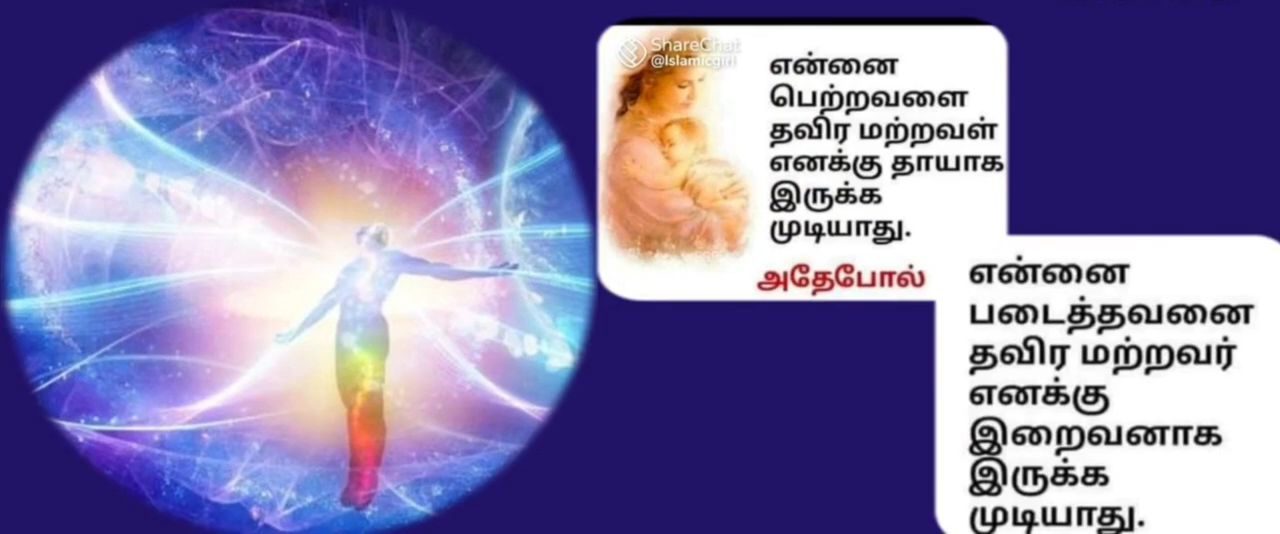 ShareChat
@Islamicgirl
என்னை
பெற்றவளை
தவிர மற்றவள்
எனக்கு தாயாக
இருக்க
முடியாது.
அதேபோல்
என்னை
படைத்தவனை
தவிர மற்றவர்
எனக்கு
இறைவனாக
இருக்க
முடியாது.